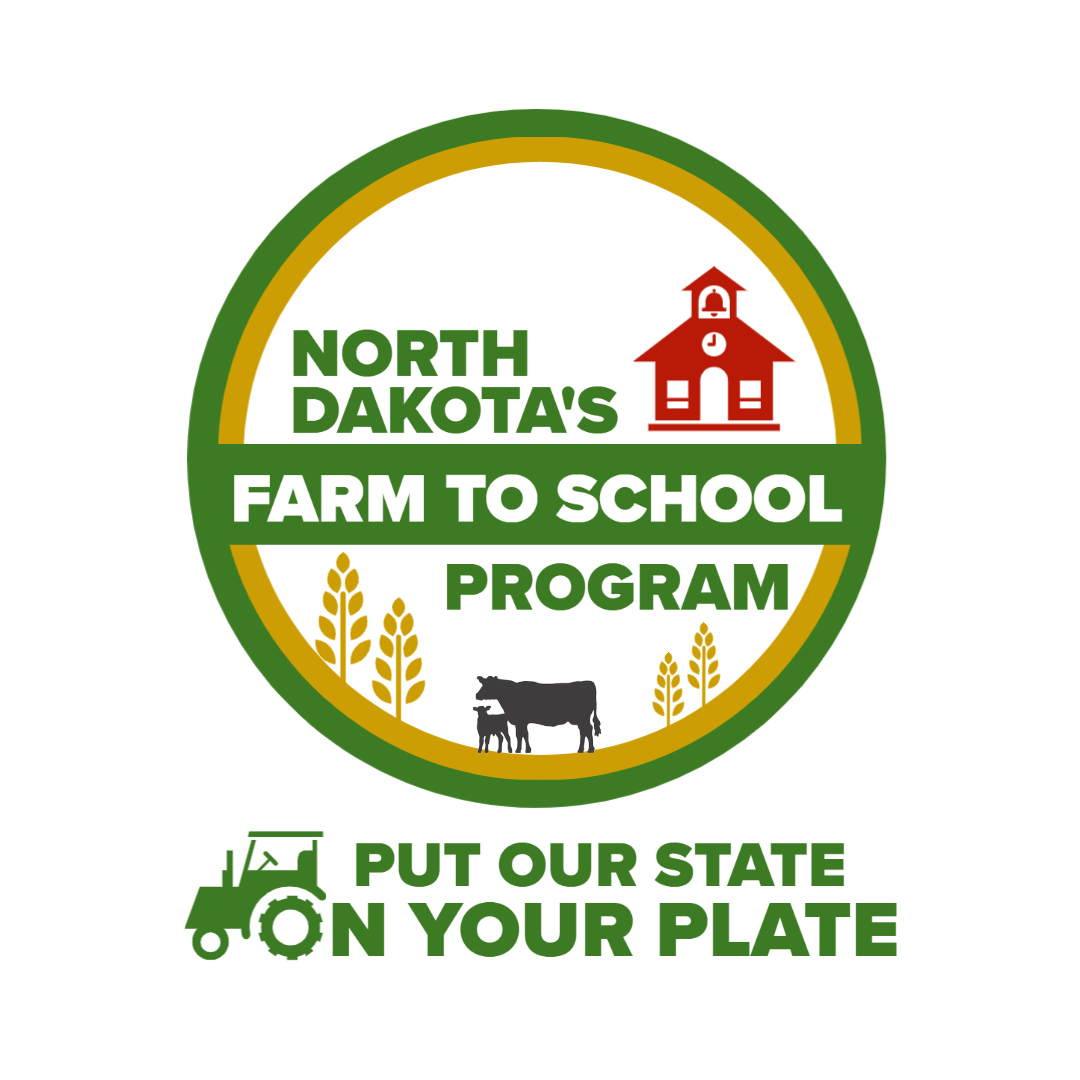 NORTH
DAKOTA'S
FARM TO SCHOOL
PROGRAM
PUT OUR STATE
ON YOUR PLATE